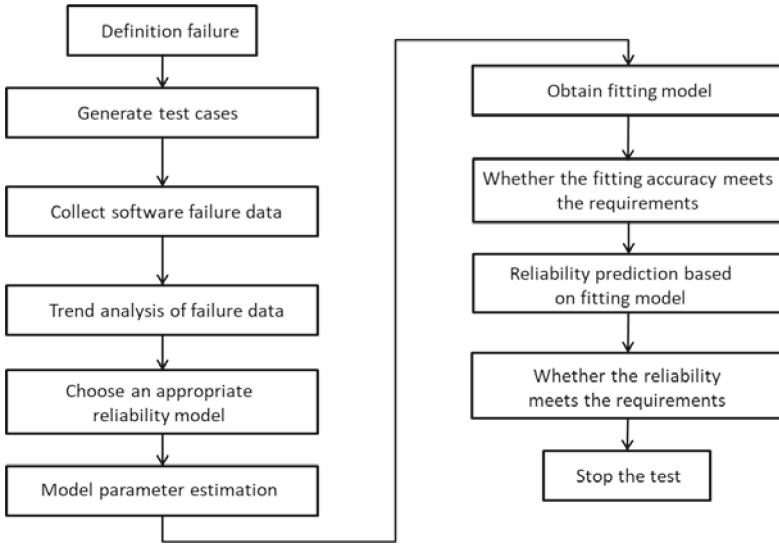 Definition failure
Generate test cases
Collect software failure data
Trend analysis of failure data
Choose an appropriate
reliability model
Model parameter estimation
Obtain fitting model
Whether the fitting accuracy meets
the requirements
Reliability prediction based
on fitting model
Whether the reliability
meets the requirements
Stop the test